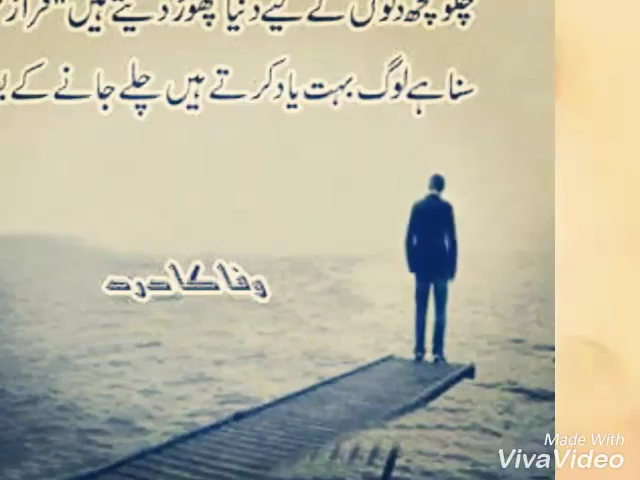 چلو کچھ دنوں کے لیے دنیا چھوڑ دیتے ہیں "فراز
سنا ہے لوگ بہت یاد کرتے ہیں چلے جانے کے
وفا کا درد
Made With
VivaVideo